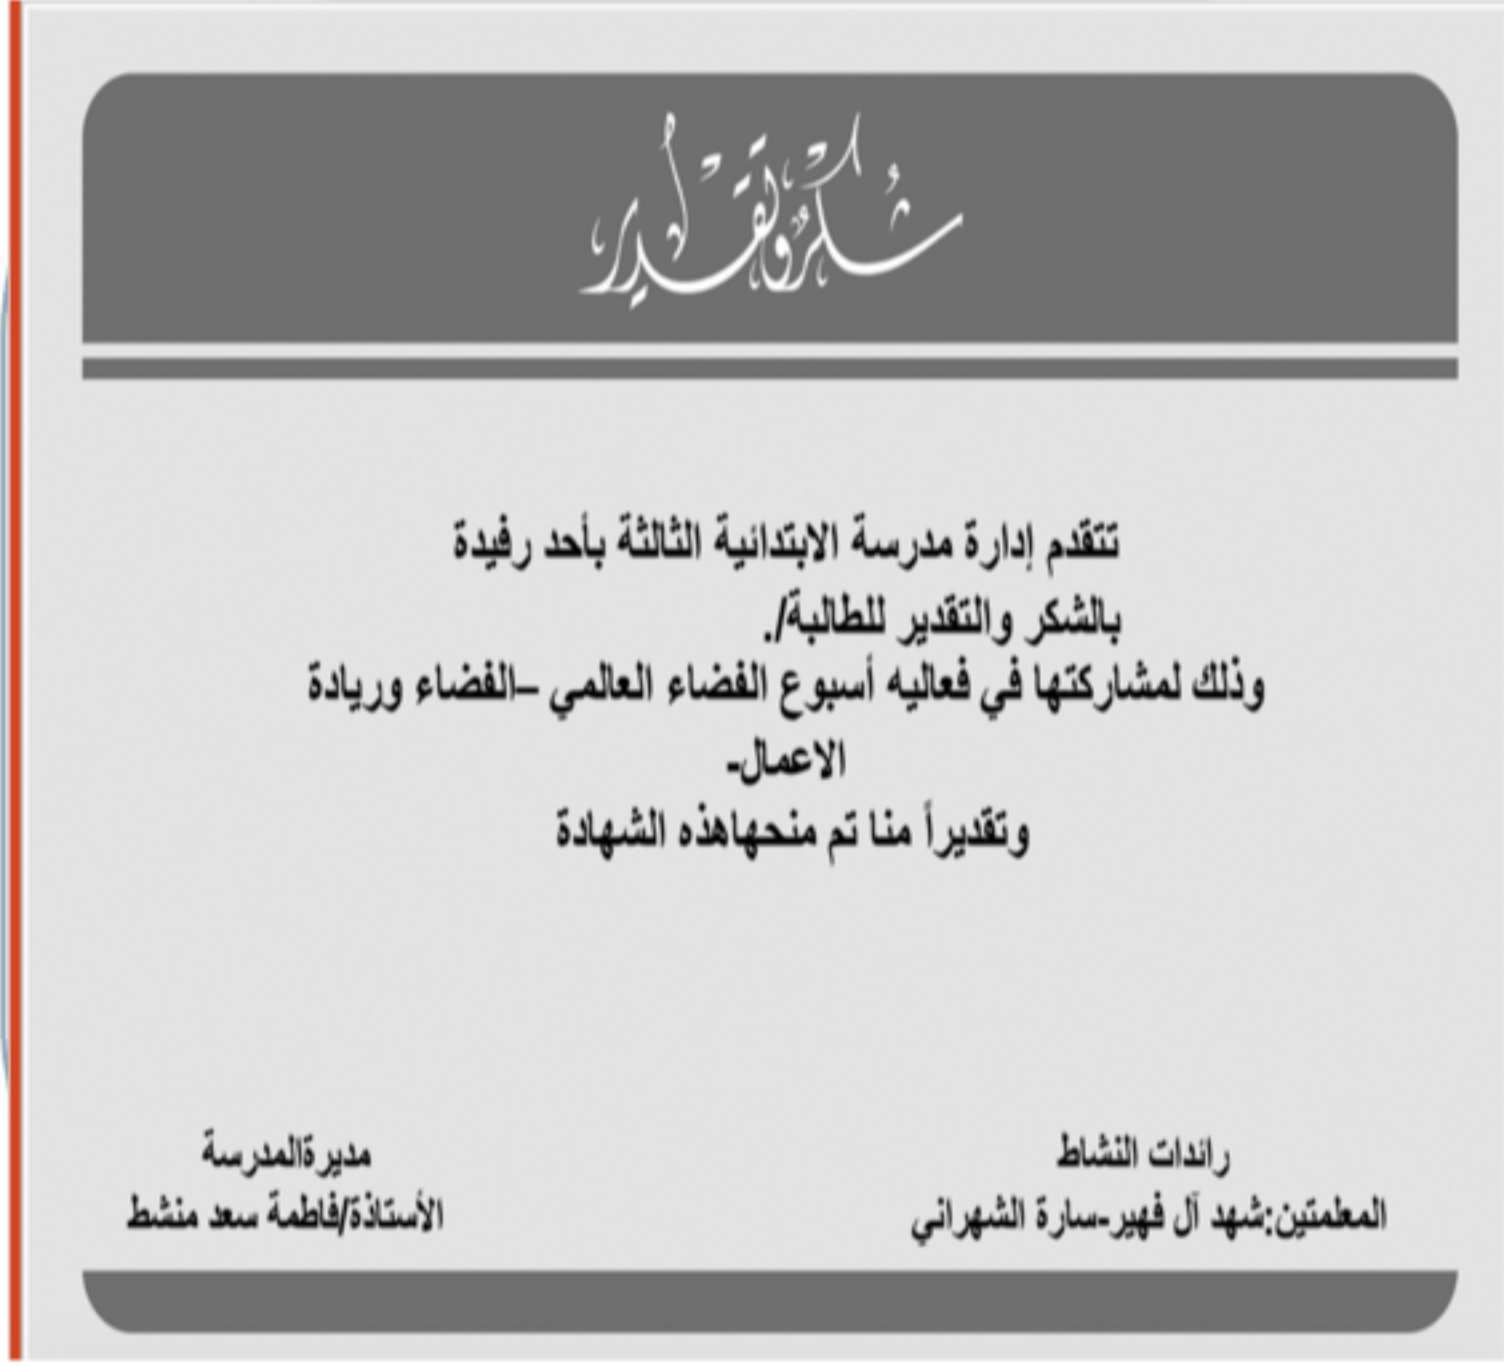 شُكْرٌ وتَقْدِير
تتقدم إدارة مدرسة الابتدائية الثالثة بأحد رفيدة
بالشكر والتقدير للطالبة/.
وذلك لمشاركتها في فعاليه أسبوع الفضاء العالمي –الفضاء وريادة
الاعمال-
وتقديراً منا تم منحهاهذه الشهادة
رائدات النشاط
المعلمتين:شهد آل فهير-سارة الشهراني
مديرةالمدرسة
الأستاذة/فاطمة سعد منشط